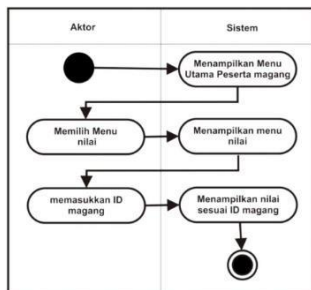 Aktor
Sistem
Menampilkan Menu
Utama Peserta magang
Memilih Menu
nilai
Menampilkan menu
nilai
memasukkan ID
magang
Menampilkan nilai
sesuai ID magang